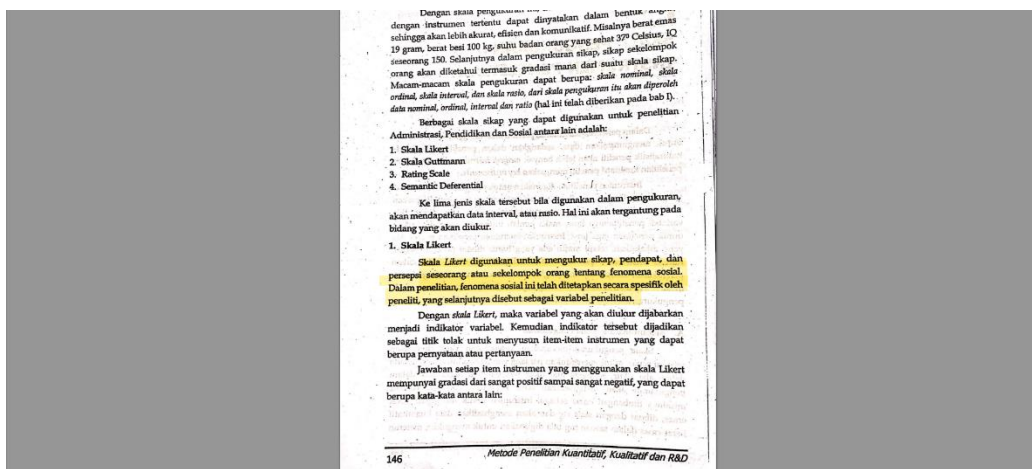 Dengan skala
dengan instrumen tertentu dapat dinyatakan dalam bentuk
sehingga akan lebih akurat, efisien dan komunikatif. Misalnya berat emas
19 gram, berat besi 100 kg, suhu badan orang yang sehat 37⁰ Celsius, IQ
seseorang 150. Selanjutnya dalam pengukuran sikap, sikap sekelompok
orang akan diketahui termasuk gradasi mana dari suatu skala sikap.
Macam-macam skala pengukuran dapat berupa: skala nominal, skala
ordinal, skala interval, dan skala rasio, dari skala pengukuran itu akan diperoleh
data nominal, ordinal, interval dan ratio (hal ini telah diberikan pada bab I).
Berbagai skala sikap yang dapat digunakan untuk penelitian
Administrasi, Pendidikan dan Sosial antara lain adalah:
1. Skala Likert
2. Skala Guttmann
3. Rating Scale
4. Semantic Deferential
Ke lima jenis skala tersebut bila digunakan dalam pengukuran,
akan mendapatkan data interval, atau rasio. Hal ini akan tergantung pada
bidang yang akan diukur.
1. Skala Likert
Skala Likert digunakan untuk mengukur sikap, pendapat, dan
persepsi seseorang atau sekelompok orang tentang fenomena sosial.
Dalam penelitian, fenomena sosial ini telah ditetapkan secara spesifik oleh
peneliti, yang selanjutnya disebut sebagai variabel penelitian.
Dengan skala Likert, maka variabel yang akan diukur dijabarkan
menjadi indikator variabel. Kemudian indikator tersebut dijadikan
sebagai titik tolak untuk menyusun item-item instrumen yang dapat
berupa pernyataan atau pertanyaan.
Jawaban setiap item instrumen yang menggunakan skala Likert
mempunyai gradasi dari sangat positif sampai sangat negatif, yang dapat
berupa kata-kata antara lain:
146
Metode Penelitian Kuantitatif, Kualitatif dan R&D